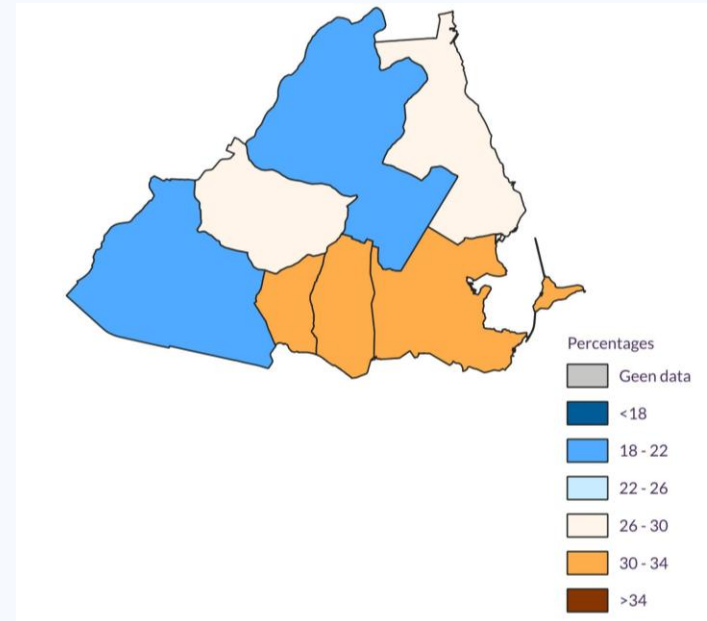 Percentages
Geen data
<18
18 - 22
22 - 26
26 - 30
30 - 34
>34